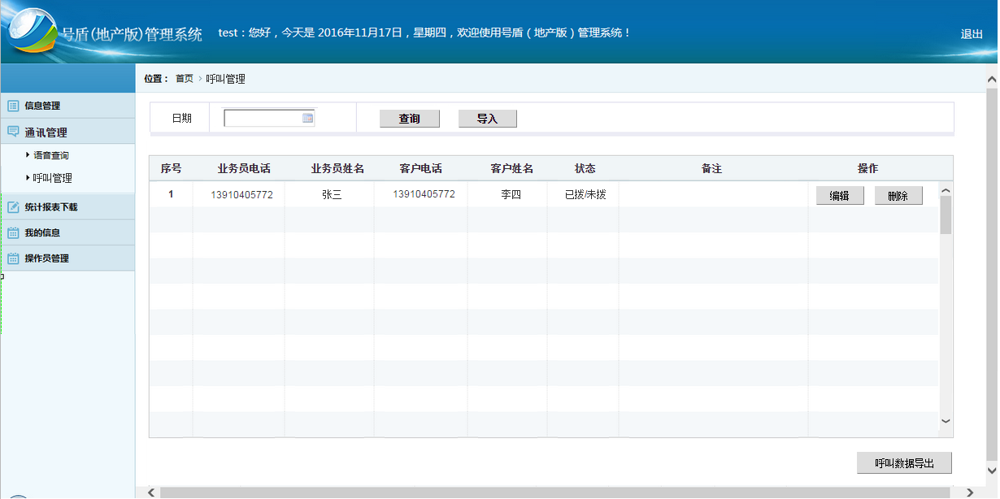 号盾(地产版)管理系统
test：您好，今天是 2016年11月17日，星期四，欢迎使用号盾（地产版）管理系统！
退出
位置： 首页 › 呼叫管理
信息管理
通讯管理
语音查询
呼叫管理
统计报表下载
我的信息
操作员管理
日期 查询 导入
序号 业务员电话 业务员姓名 客户电话 客户姓名 状态 备注 操作
1 13910405772 张三 13910405772 李四 已拨/未拨 编辑 删除
呼叫数据导出